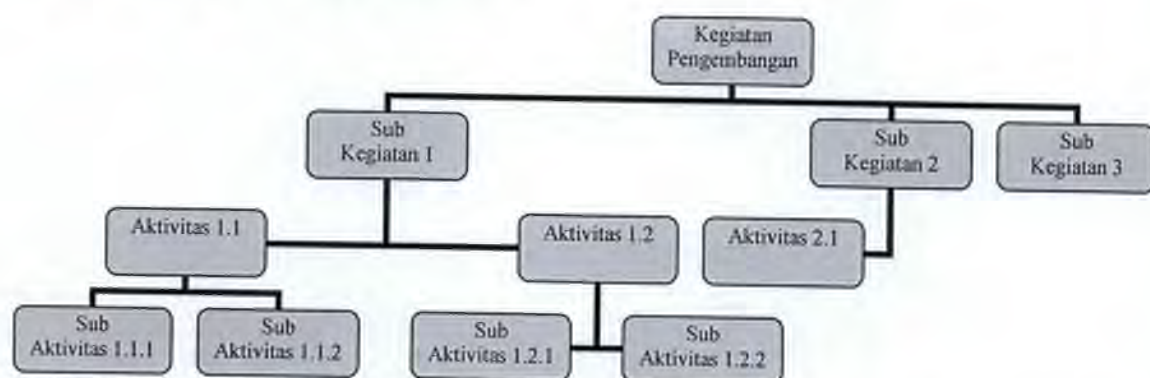 Kegiatan
Pengembangan
Sub
Kegiatan 1
Sub
Kegiatan 2
Sub
Kegiatan 3
Aktivitas 1.1
Aktivitas 1.2
Aktivitas 2.1
Sub
Aktivitas 1.1.1
Sub
Aktivitas 1.1.2
Sub
Aktivitas 1.2.1
Sub
Aktivitas 1.2.2